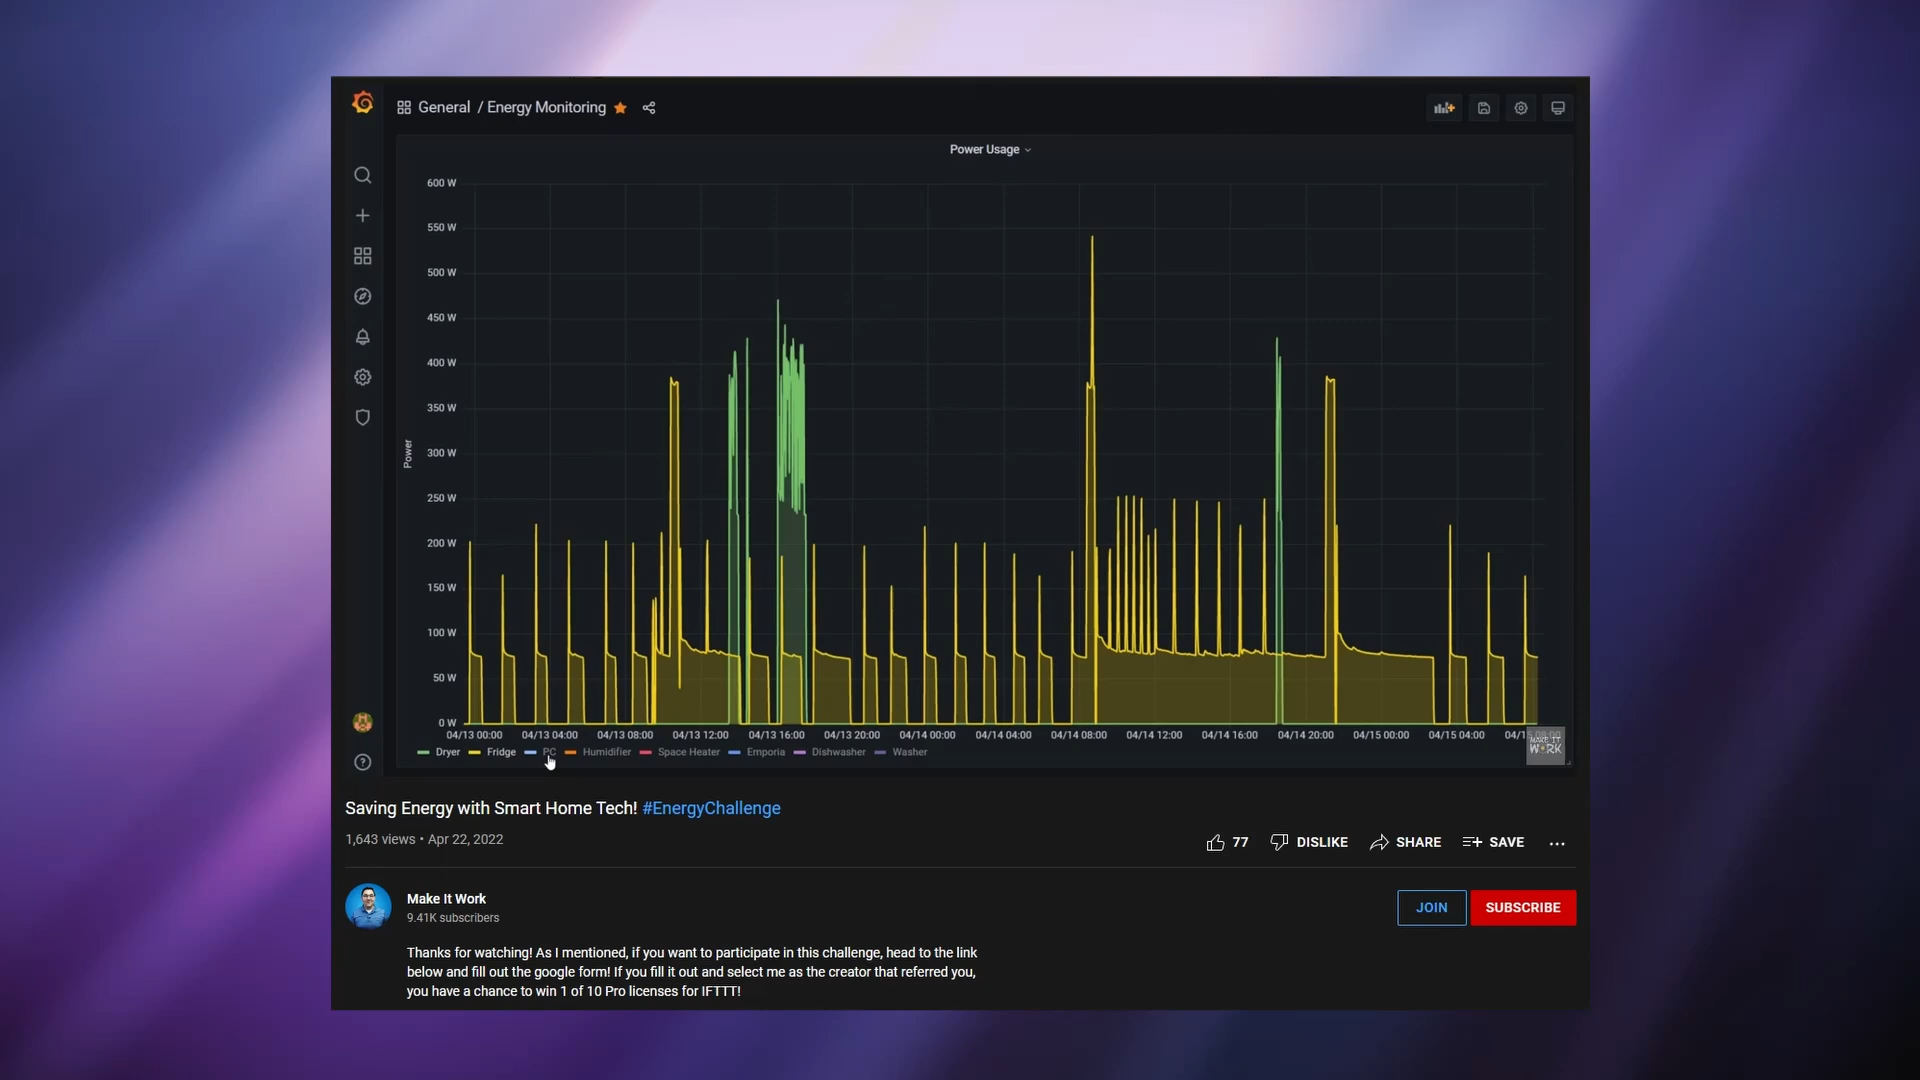 General / Energy Monitoring
Power Usage
600 W
550 W
500 W
450 W
400 W
350 W
300 W
250 W
200 W
150 W
100 W
50 W
0 W
Power
04/13 00:00 04/13 04:00 04/13 08:00 04/13 12:00 04/13 16:00 04/13 20:00 04/14 00:00 04/14 04:00 04/14 08:00 04/14 12:00 04/14 16:00 04/14 20:00 04/15 00:00 04/15 04:00
Dryer Fridge PC Humidifier Space Heater Emporia Dishwasher Washer
MAKE IT
WORK
Saving Energy with Smart Home Tech! #EnergyChallenge
1,643 views • Apr 22, 2022
77 DISLIKE SHARE SAVE
Make It Work
9.41K subscribers
JOIN SUBSCRIBE
Thanks for watching! As I mentioned, if you want to participate in this challenge, head to the link
below and fill out the google form! If you fill it out and select me as the creator that referred you,
you have a chance to win 1 of 10 Pro licenses for IFTTT!